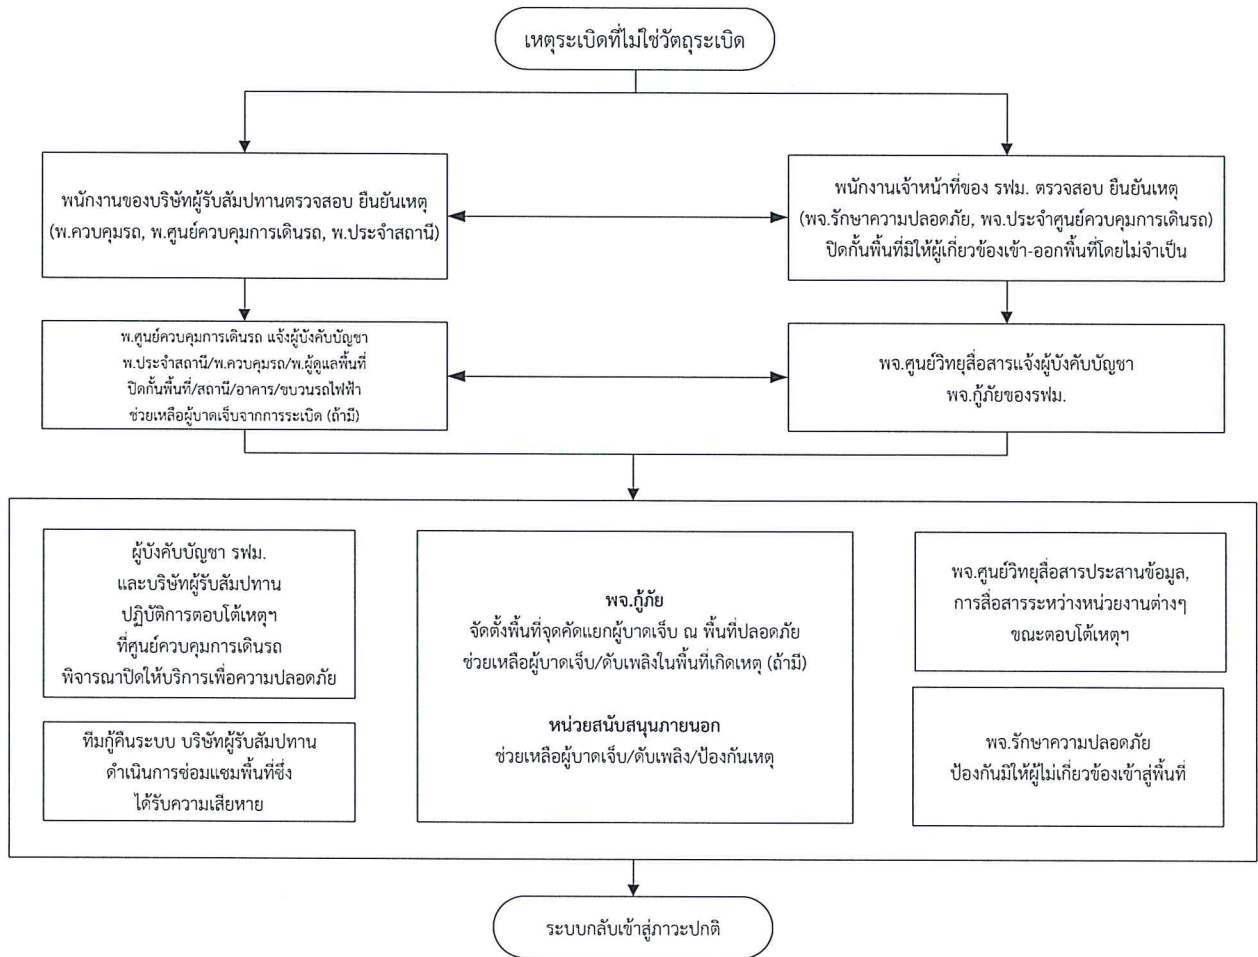 เหตุระเบิดที่ไม่ใช่วัตถุระเบิด
พนักงานของบริษัทผู้รับสัมปทานตรวจสอบ ยืนยันเหตุ
(พ.ควบคุมรถ, พ.ศูนย์ควบคุมการเดินรถ, พ.ประจำสถานี)
พนักงานเจ้าหน้าที่ของ รฟม. ตรวจสอบ ยืนยันเหตุ
(พจ.รักษาความปลอดภัย, พจ.ประจำศูนย์ควบคุมการเดินรถ)
ปิดกั้นพื้นที่มิให้ผู้เกี่ยวข้องเข้า-ออกพื้นที่โดยไม่จำเป็น
พ.ศูนย์ควบคุมการเดินรถ แจ้งผู้บังคับบัญชา
พ.ประจำสถานี/พ.ควบคุมรถ/พ.ผู้ดูแลพื้นที่
ปิดกั้นพื้นที่/สถานี/อาคาร/ขบวนรถไฟฟ้า
ช่วยเหลือผู้บาดเจ็บจากการระเบิด (ถ้ามี)
พจ.ศูนย์วิทยุสื่อสารแจ้งผู้บังคับบัญชา
พจ.กู้ภัยของรฟม.
ผู้บังคับบัญชา รฟม.
และบริษัทผู้รับสัมปทาน
ปฏิบัติการตอบโต้เหตุฯ
ที่ศูนย์ควบคุมการเดินรถ
พิจารณาปิดให้บริการเพื่อความปลอดภัย
ทีมกู้คืนระบบ บริษัทผู้รับสัมปทาน
ดำเนินการซ่อมแซมพื้นที่ซึ่ง
ได้รับความเสียหาย
พจ.กู้ภัย
จัดตั้งพื้นที่จุดคัดแยกผู้บาดเจ็บ ณ พื้นที่ปลอดภัย
ช่วยเหลือผู้บาดเจ็บ/ดับเพลิงในพื้นที่เกิดเหตุ (ถ้ามี)
หน่วยสนับสนุนภายนอก
ช่วยเหลือผู้บาดเจ็บ/ดับเพลิง/ป้องกันเหตุ
พจ.ศูนย์วิทยุสื่อสารประสานข้อมูล,
การสื่อสารระหว่างหน่วยงานต่างๆ
ขณะตอบโต้เหตุฯ
พจ.รักษาความปลอดภัย
ป้องกันมิให้ผู้ไม่เกี่ยวข้องเข้าสู่พื้นที่
ระบบกลับเข้าสู่ภาวะปกติ